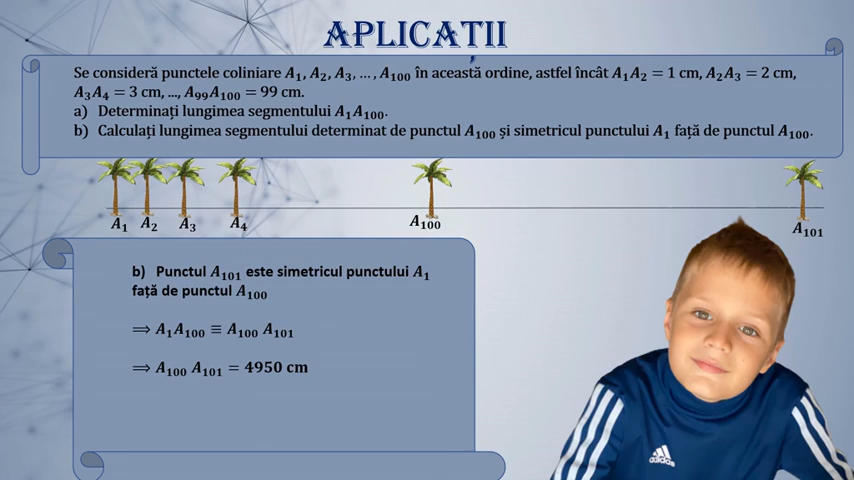 APLICAȚII
Se consideră punctele coliniare A₁, A₂, A₃, ..., A₁₀₀ în această ordine, astfel încât A₁A₂ = 1 cm, A₂A₃ = 2 cm,
A₃A₄ = 3 cm, ..., A₉₉A₁₀₀ = 99 cm.
a) Determinați lungimea segmentului A₁A₁₀₀.
b) Calculați lungimea segmentului determinat de punctul A₁₀₀ și simetricul punctului A₁ față de punctul A₁₀₀.
A₁ A₂ A₃ A₄ A₁₀₀ A₁₀₁
b) Punctul A₁₀₁ este simetricul punctului A₁
față de punctul A₁₀₀
⟹ A₁A₁₀₀ ≡ A₁₀₀ A₁₀₁
⟹ A₁₀₀ A₁₀₁ = 4950 cm
adidas